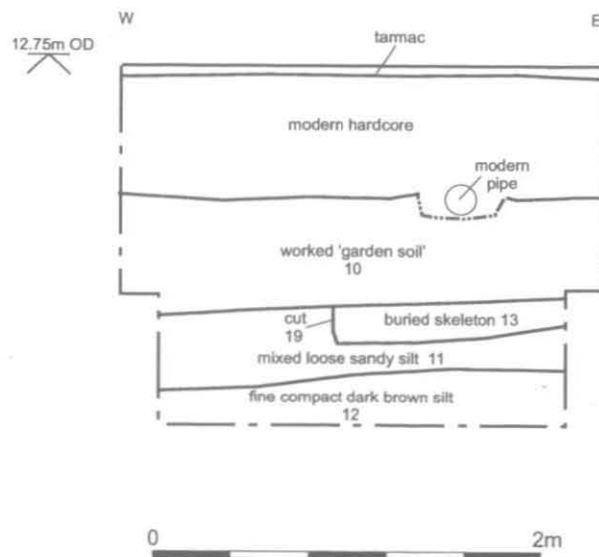 W
E
12.75m OD
tarmac
modern hardcore
modern
pipe
worked 'garden soil'
10
cut
19
buried skeleton 13
mixed loose sandy silt 11
fine compact dark brown silt
12
0
2m